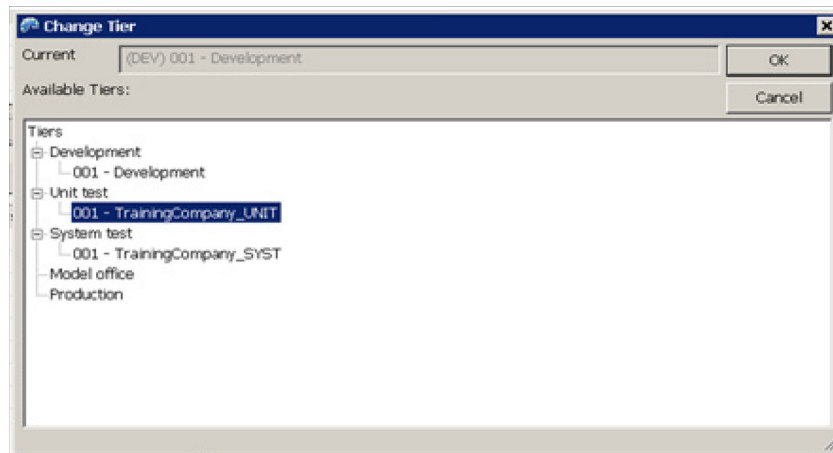 Change Tier
Current (DEV) 001 - Development
OK
Available Tiers:
Cancel
Tiers
Development
001 - Development
Unit test
001 - TrainingCompany_UNIT
System test
001 - TrainingCompany_SYST
Model office
Production